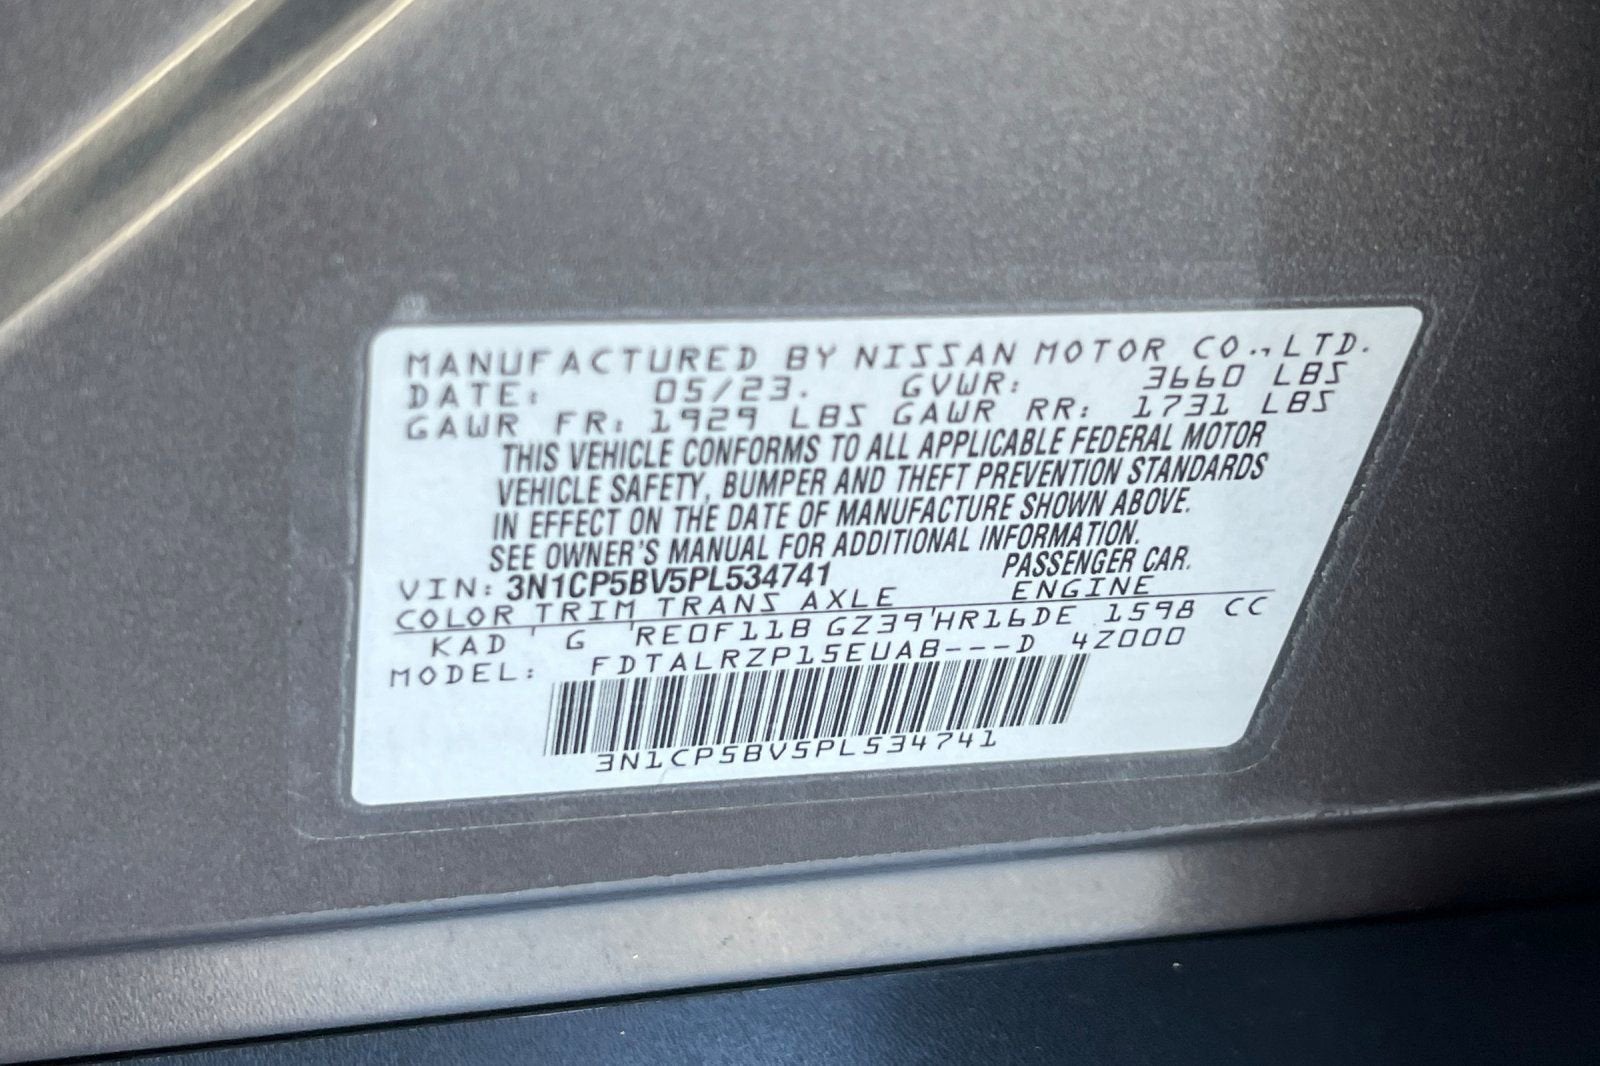 MANUFACTURED BY NISSAN MOTOR CO., LTD.
DATE: 05/23. GVWR: 3660 LBS
GAWR FR: 1929 LBS GAWR RR: 1731 LBS
THIS VEHICLE CONFORMS TO ALL APPLICABLE FEDERAL MOTOR
VEHICLE SAFETY, BUMPER AND THEFT PREVENTION STANDARDS
IN EFFECT ON THE DATE OF MANUFACTURE SHOWN ABOVE.
SEE OWNER'S MANUAL FOR ADDITIONAL INFORMATION.
VIN: 3N1CP5BV5PL534741 PASSENGER CAR.
COLOR TRIM TRANS AXLE ENGINE
KAD ' G 'RE0F11B GZ39'HR16DE 1598 CC
MODEL: FDTALRZP15EUAB---D 4Z000
3N1CP5BV5PL534741